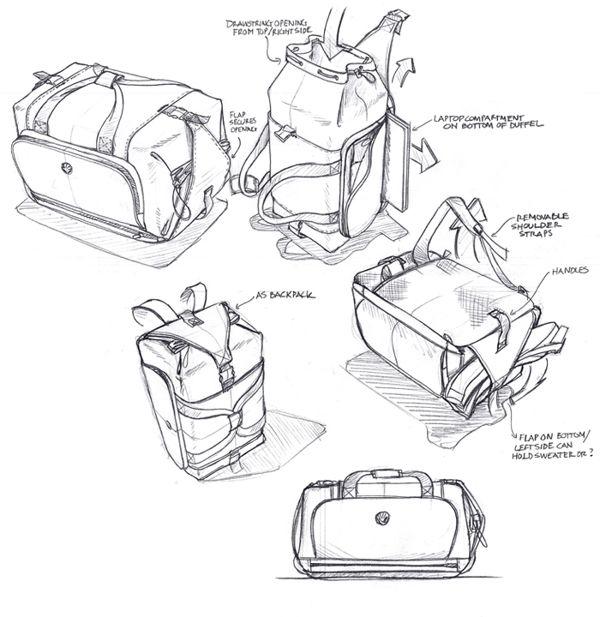 DRAWSTRING OPENING
FROM TOP/RIGHT SIDE
FLAP
SECURES
OPENING
LAPTOP COMPARTMENT
ON BOTTOM OF DUFFEL
REMOVABLE
SHOULDER
STRAPS
HANDLES
AS BACKPACK
FLAP ON BOTTOM/
LEFT SIDE CAN
HOLD SWEATER OR?